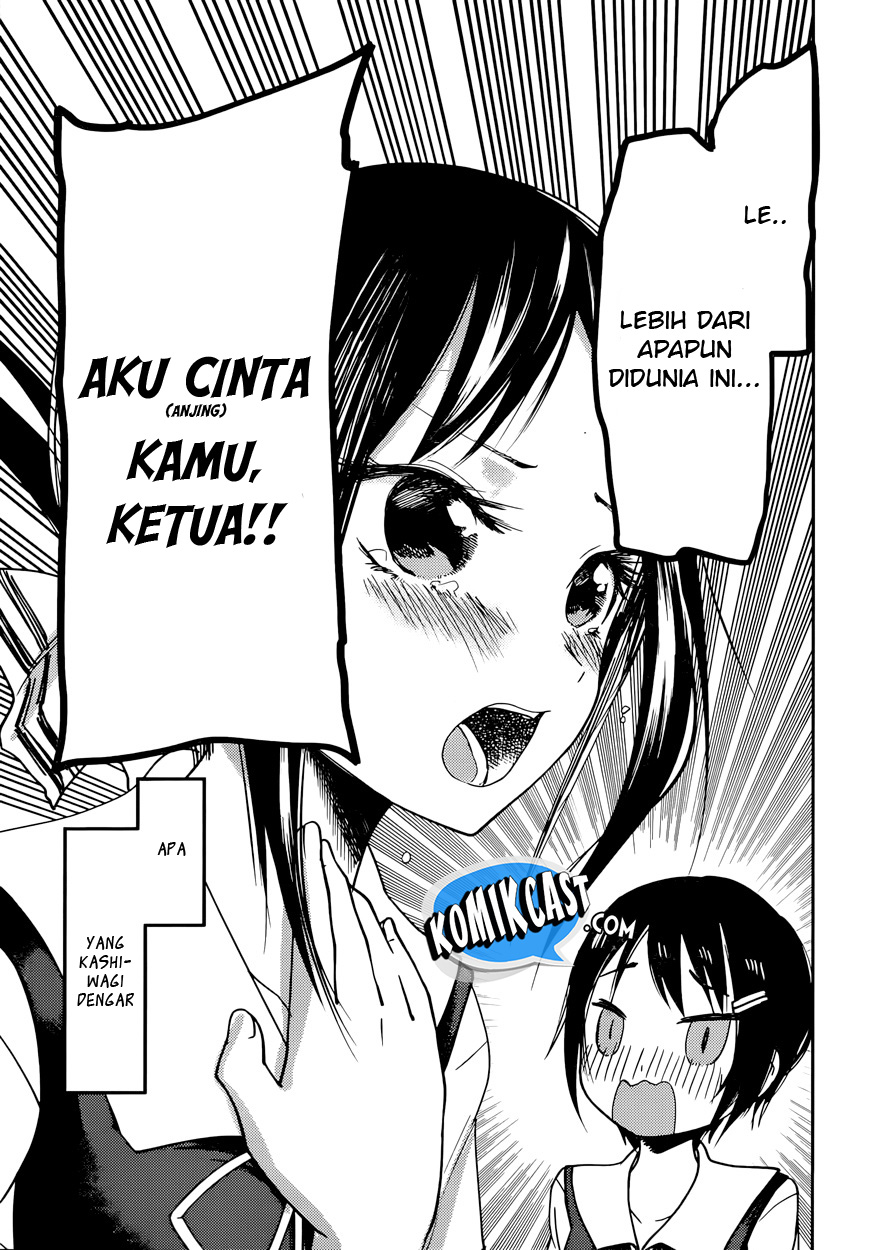 LE..
LEBIH DARI
APAPUN
DIDUNIA INI...
AKU CINTA
(ANJING)
KAMU,
KETUA!!
APA
YANG
KASHI-
WAGI
DENGAR
KOMIKCAST
.COM